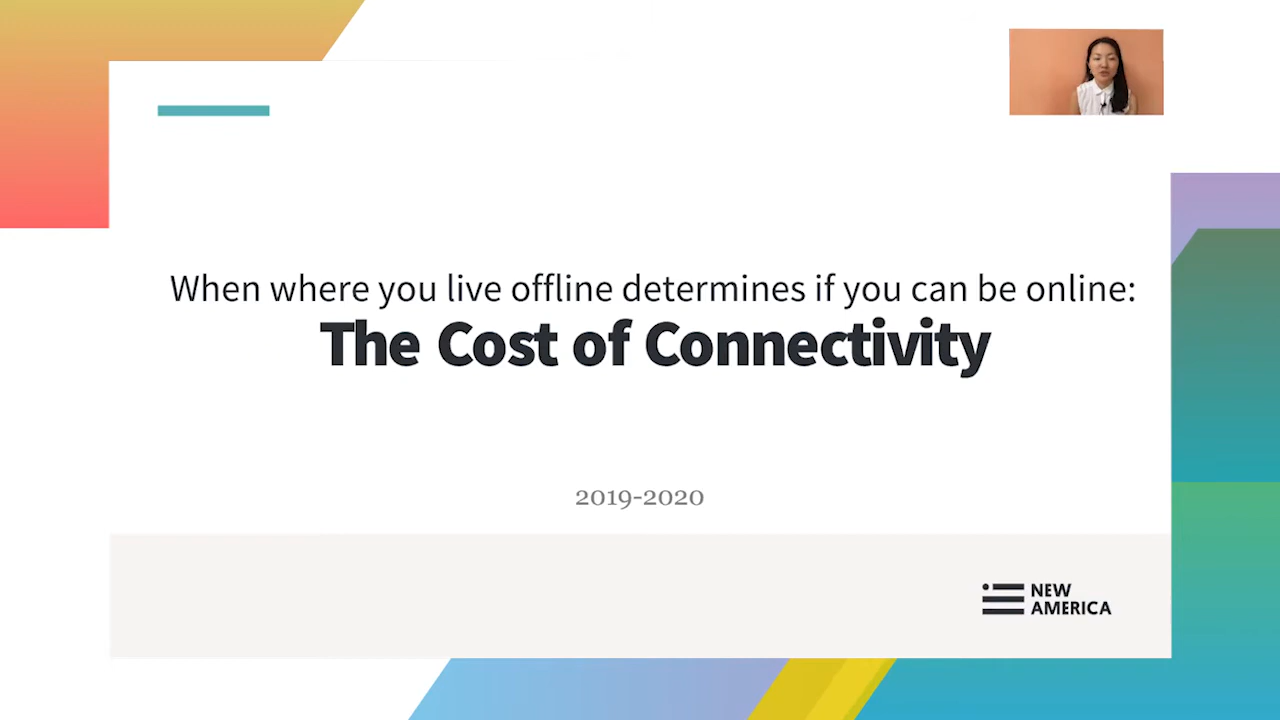 When where you live offline determines if you can be online:
The Cost of Connectivity
2019-2020
NEW
AMERICA